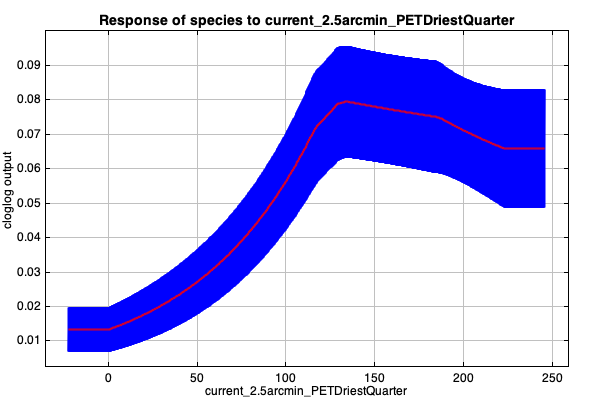 Response of species to current_2.5arcmin_PETDriestQuarter
0.09
0.08
0.07
0.06
0.05
0.04
0.03
0.02
0.01
cloglog output
0 50 100 150 200 250
current_2.5arcmin_PETDriestQuarter